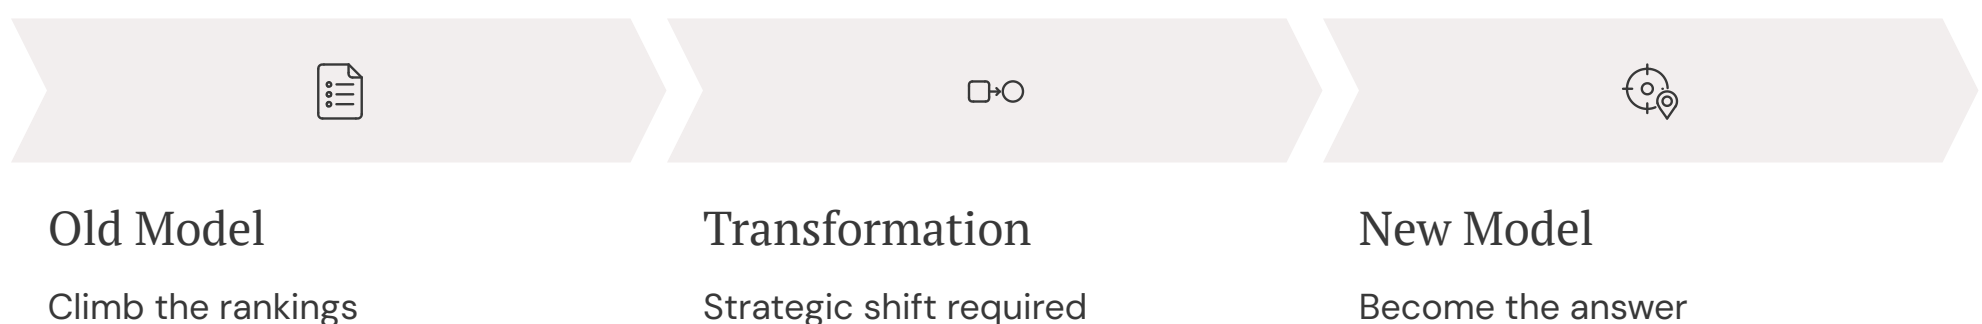 Old Model
Climb the rankings
Transformation
Strategic shift required
New Model
Become the answer